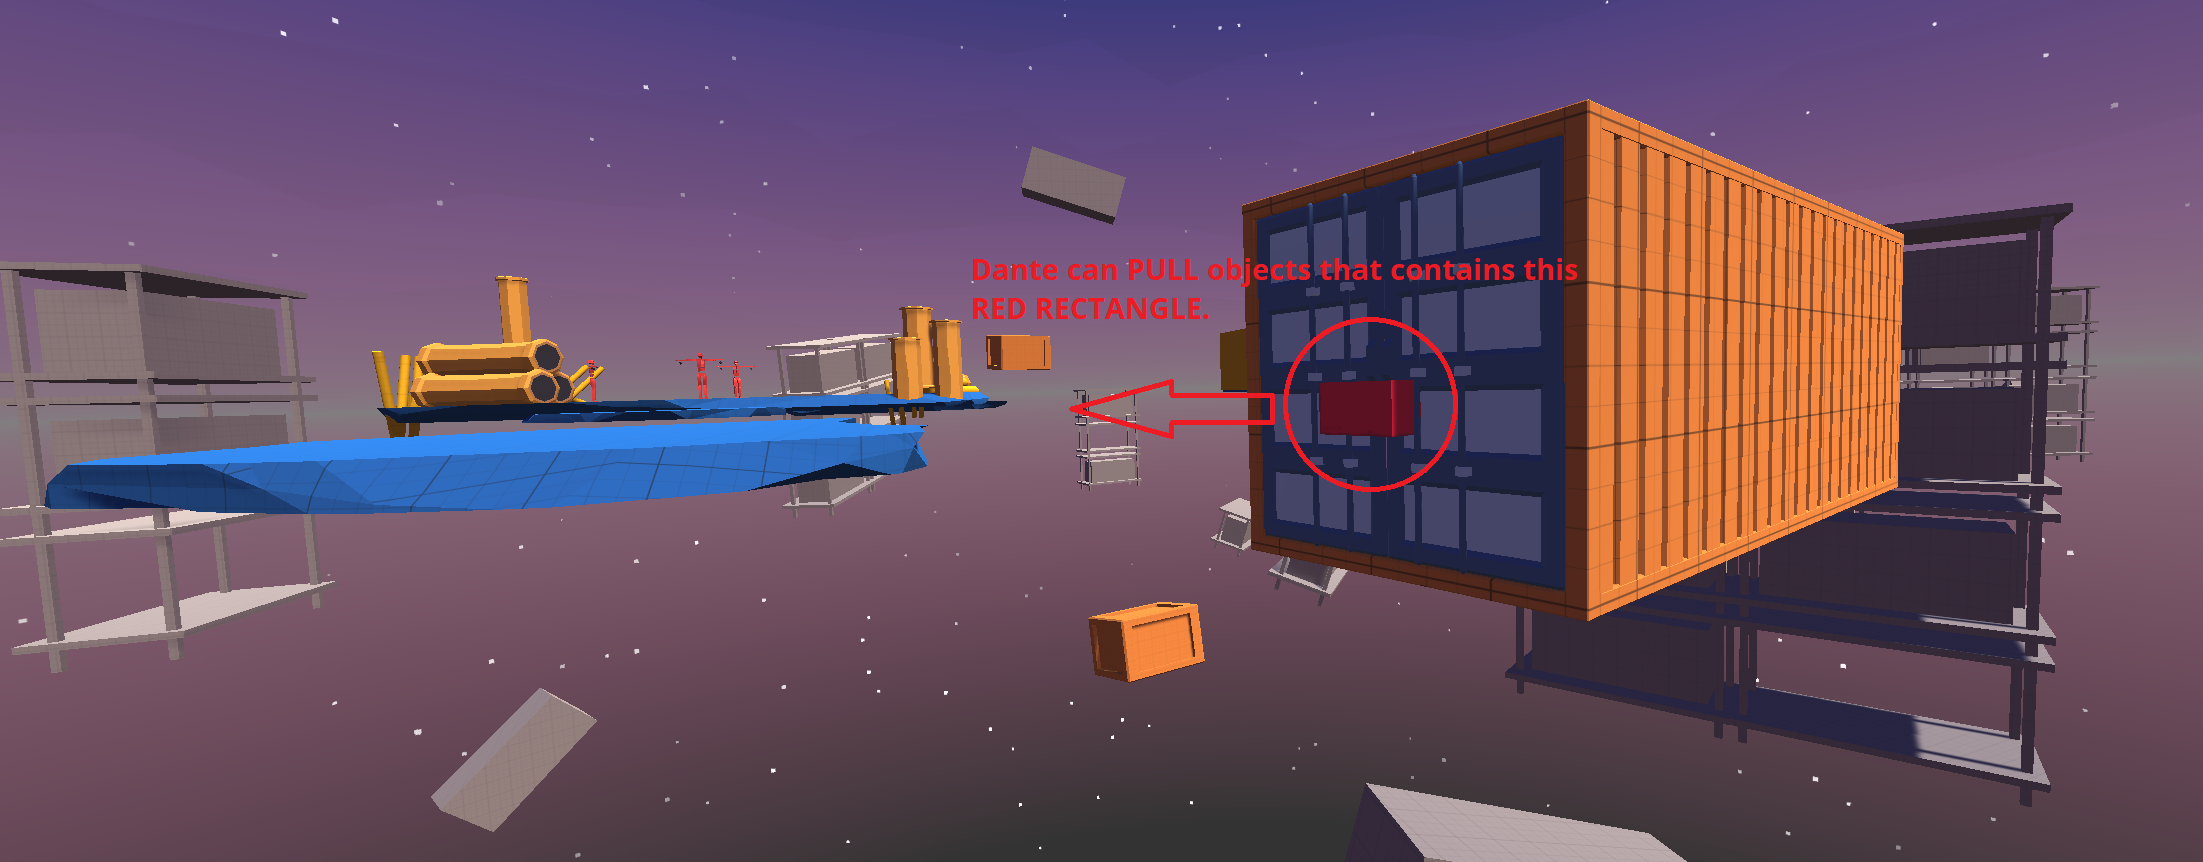 Dante can PULL objects that contains this
RED RECTANGLE.